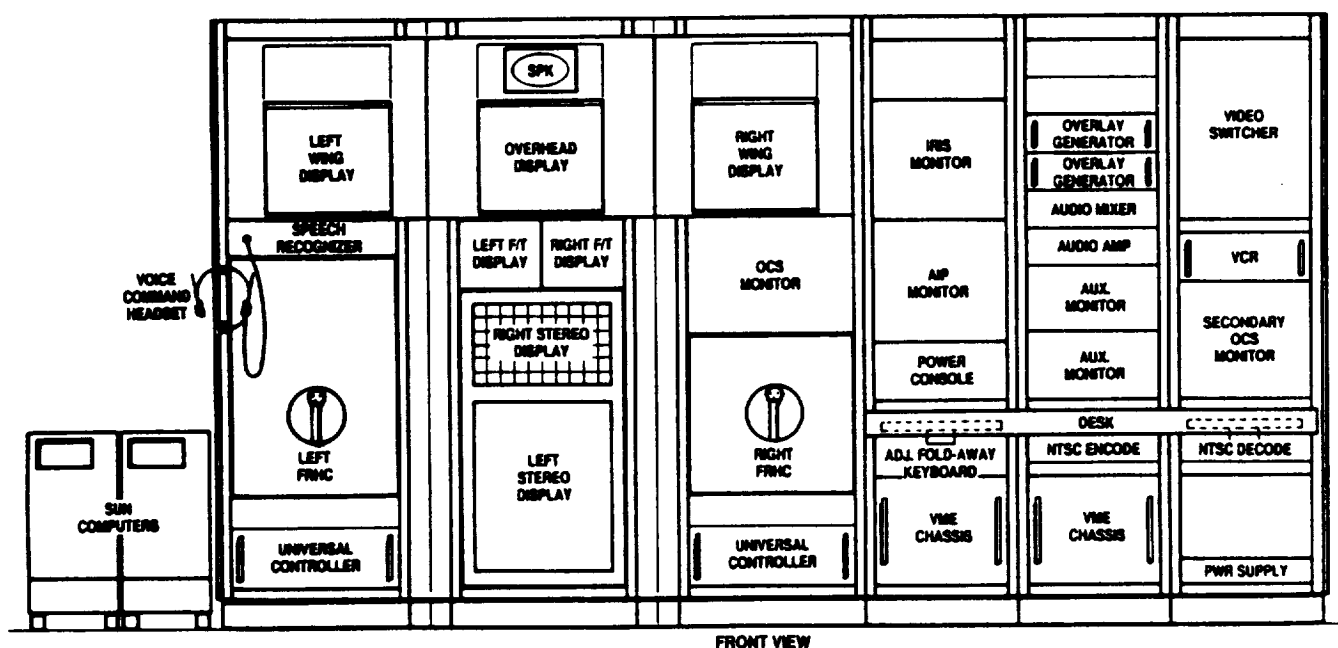 SPK
LEFT
WING
DISPLAY
OVERHEAD
DISPLAY
RIGHT
WING
DISPLAY
IRIS
MONITOR
OVERLAY
GENERATOR
OVERLAY
GENERATOR
VIDEO
SWITCHER
AUDIO MIXER
SPEECH
RECOGNIZER
LEFT F/T
DISPLAY
RIGHT F/T
DISPLAY
OCS
MONITOR
AIP
MONITOR
AUDIO AMP
VCR
VOICE
COMMAND
HEADSET
AUX.
MONITOR
RIGHT STEREO
DISPLAY
SECONDARY
OCS
MONITOR
POWER
CONSOLE
AUX.
MONITOR
DESK
LEFT
FRHC
LEFT
STEREO
DISPLAY
RIGHT
FRHC
ADJ. FOLD-AWAY
KEYBOARD
NTSC ENCODE
NTSC DECODE
SUN
COMPUTERS
UNIVERSAL
CONTROLLER
UNIVERSAL
CONTROLLER
VME
CHASSIS
VME
CHASSIS
PWR SUPPLY
FRONT VIEW